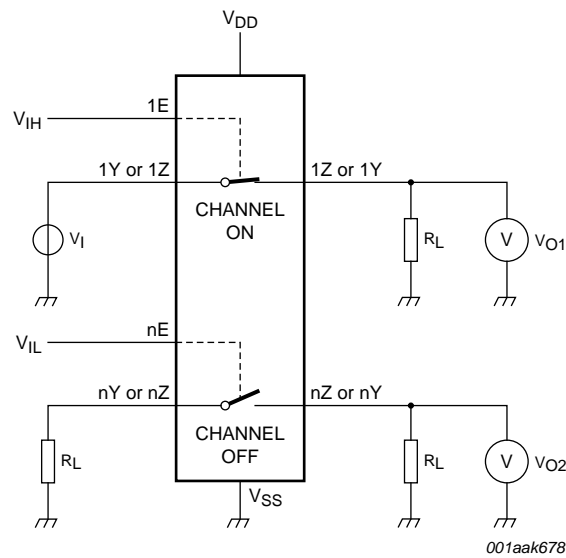 VDD
1E
VIH
1Y or 1Z
1Z or 1Y
CHANNEL
ON
VI
RL
V
VO1
nE
VIL
nY or nZ
nZ or nY
CHANNEL
OFF
RL
RL
V
VO2
VSS
001aak678